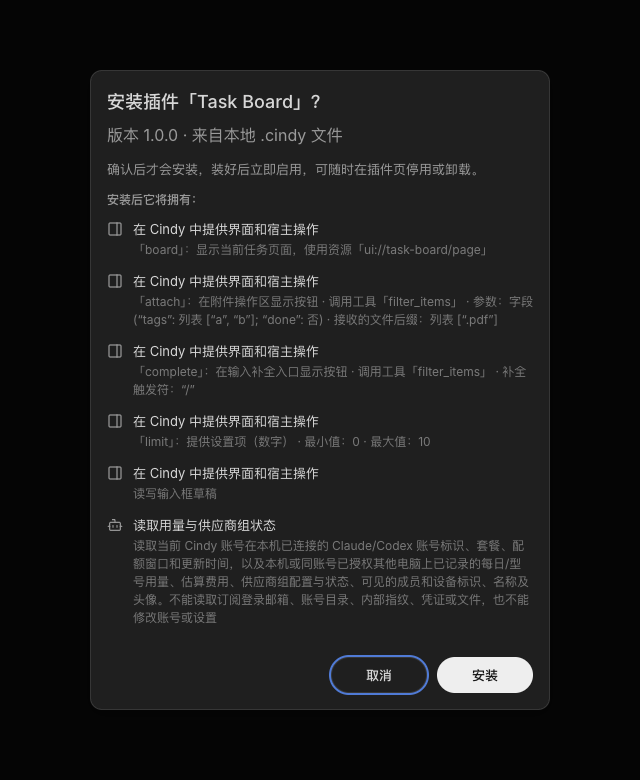 安装插件「Task Board」?
版本 1.0.0 · 来自本地 .cindy 文件
确认后才会安装，装好后立即启用，可随时在插件页停用或卸载。
安装后它将拥有：
在 Cindy 中提供界面和宿主操作
「board」：显示当前任务页面，使用资源「ui://task-board/page」
在 Cindy 中提供界面和宿主操作
「attach」：在附件操作区显示按钮 · 调用工具「filter_items」 · 参数：字段
(“tags”: 列表 [“a”, “b”]; “done”: 否) · 接收的文件后缀：列表 [“.pdf”]
在 Cindy 中提供界面和宿主操作
「complete」：在输入补全入口显示按钮 · 调用工具「filter_items」 · 补全
触发符：“/”
在 Cindy 中提供界面和宿主操作
「limit」：提供设置项（数字） · 最小值：0 · 最大值：10
在 Cindy 中提供界面和宿主操作
读写输入框草稿
读取用量与供应商组状态
读取当前 Cindy 账号在本机已连接的 Claude/Codex 账号标识、套餐、配
额窗口和更新时间，以及本机或同账号已授权其他电脑上已记录的每日/型
号用量、估算费用、供应商组配置与状态、可见的成员和设备标识、名称及
头像。不能读取订阅登录邮箱、账号目录、内部指纹、凭证或文件，也不能
修改账号或设置
取消
安装